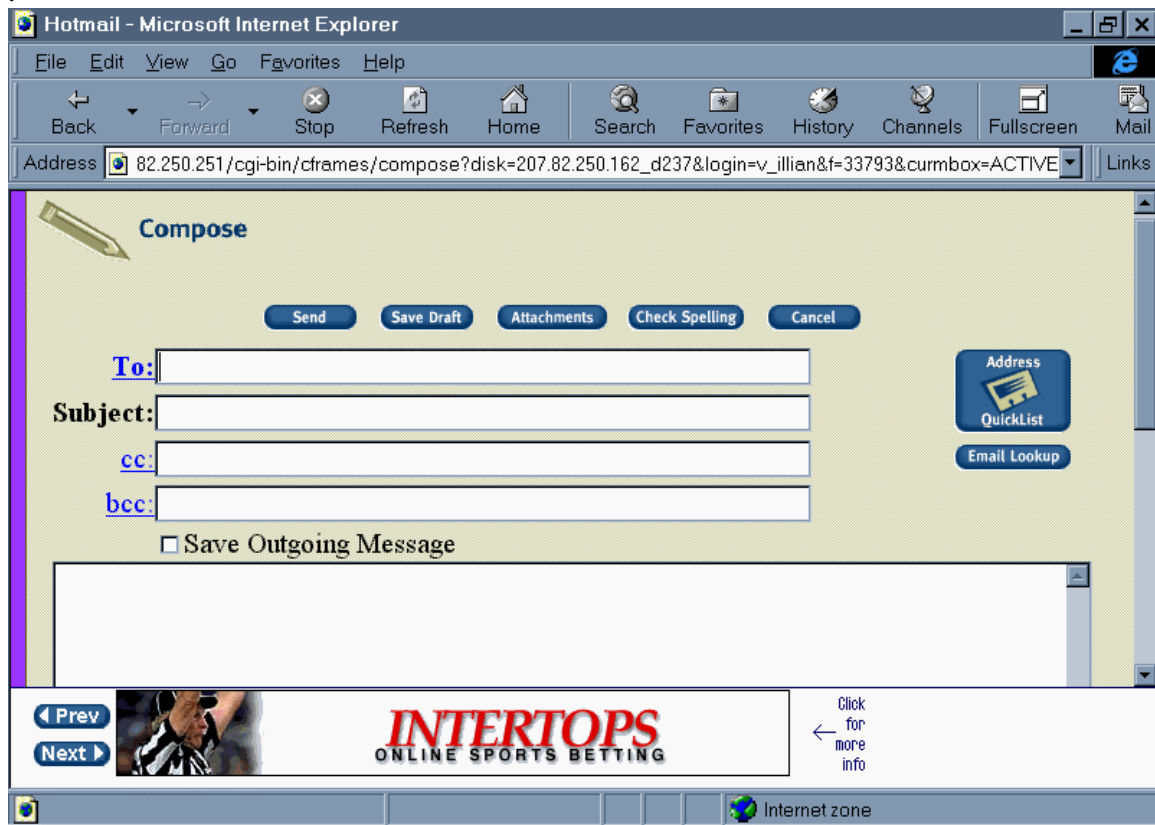 Hotmail - Microsoft Internet Explorer
File Edit View Go Favorites Help
Back Forward Stop Refresh Home Search Favorites History Channels Fullscreen Mail
Address 82.250.251/cgi-bin/cframes/compose?disk=207.82.250.162_d237&login=v_illian&f=33793&curmbox=ACTIVE Links
Compose
Send Save Draft Attachments Check Spelling Cancel
To:
Address
QuickList
Subject:
cc:
Email Lookup
bcc:
Save Outgoing Message
Prev
Next
INTERTOPS
ONLINE SPORTS BETTING
Click
for
more
info
Internet zone